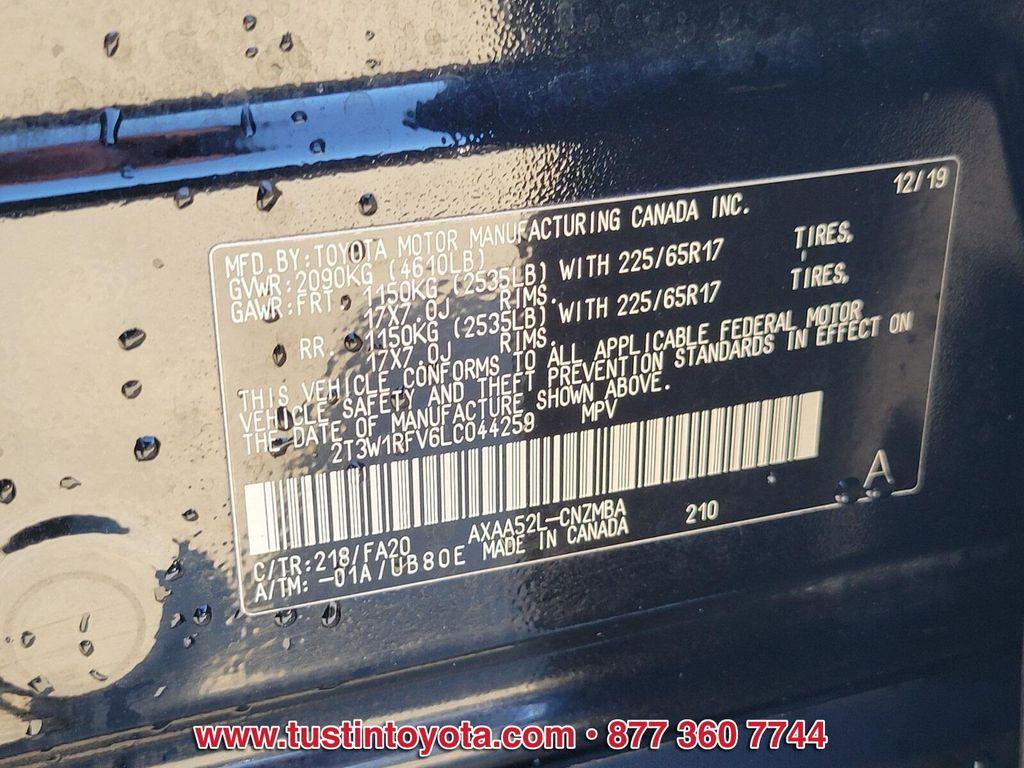 12/19
MFD.BY:TOYOTA MOTOR MANUFACTURING CANADA INC.
GVWR:2090KG (4610LB)
GAWR:FRT. 1150KG (2535LB) WITH 225/65R17 TIRES,
17X7.0J RIMS.
RR. 1150KG (2535LB) WITH 225/65R17 TIRES,
17X7.0J RIMS.
THIS VEHICLE CONFORMS TO ALL APPLICABLE FEDERAL MOTOR
VEHICLE SAFETY AND THEFT PREVENTION STANDARDS IN EFFECT ON
THE DATE OF MANUFACTURE SHOWN ABOVE.
2T3W1RFV6LC044259 MPV
A
C/TR:218/FA20 AXAA52L-CNZMBA 210
A/TM: -01A/UB80E MADE IN CANADA
www.tustintoyota.com • 877 360 7744